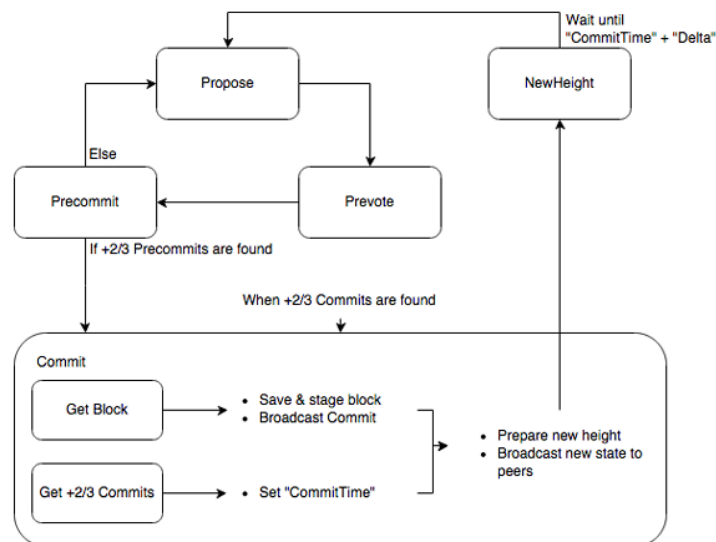 Wait until
"CommitTime" + "Delta"
Propose
NewHeight
Else
Precommit
Prevote
If +2/3 Precommits are found
When +2/3 Commits are found
Commit
Get Block
• Save & stage block
• Broadcast Commit
• Prepare new height
• Broadcast new state to
peers
Get +2/3 Commits
• Set "CommitTime"